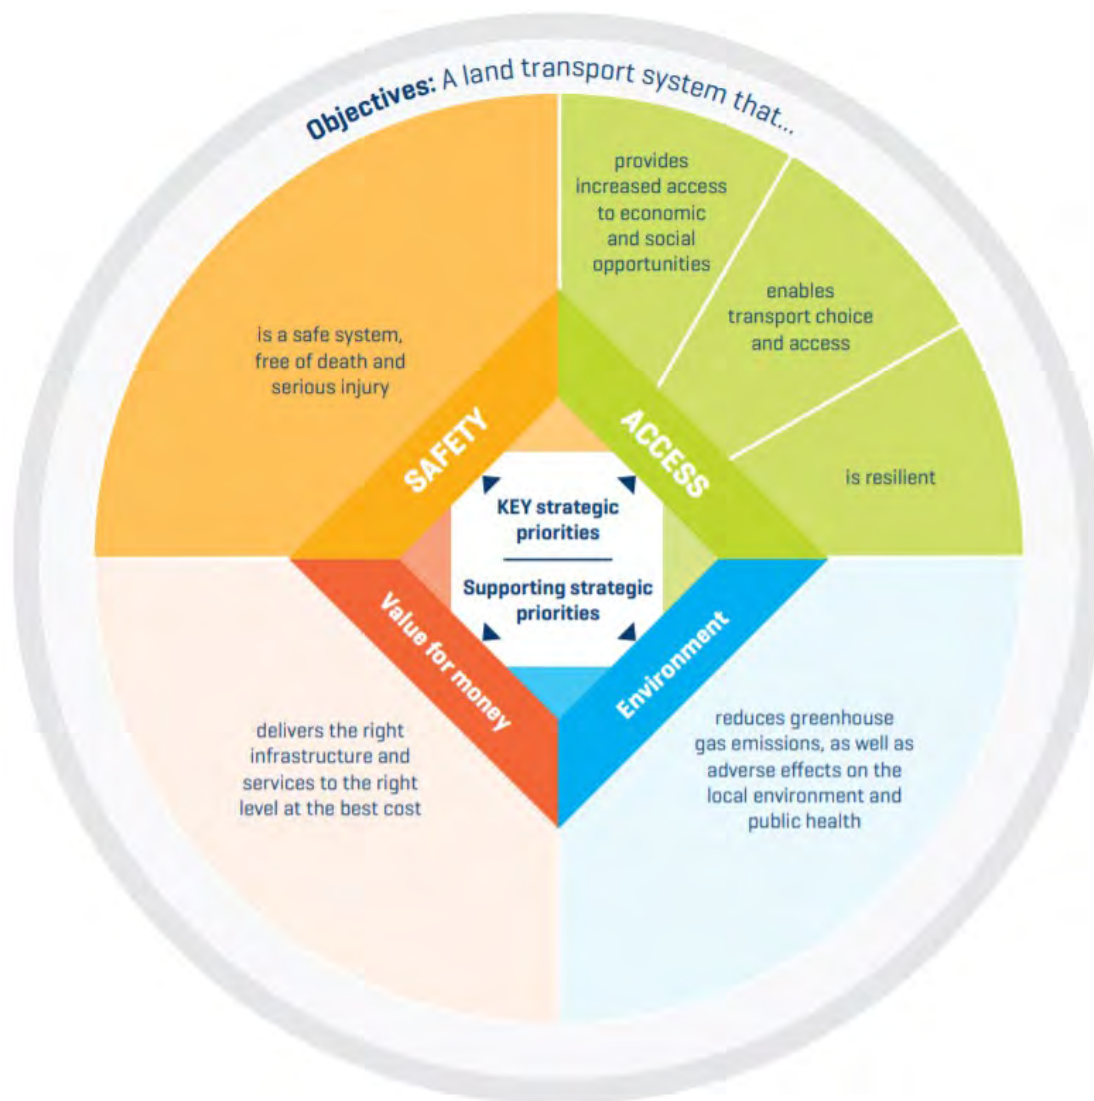 Objectives: A land transport system that...
provides
increased access
to economic
and social
opportunities
enables
transport choice
and access
is resilient
is a safe system,
free of death and
serious injury
SAFETY
ACCESS
KEY strategic
priorities
Supporting strategic
priorities
Value for money
Environment
delivers the right
infrastructure and
services to the right
level at the best cost
reduces greenhouse
gas emissions, as well as
adverse effects on the
local environment and
public health